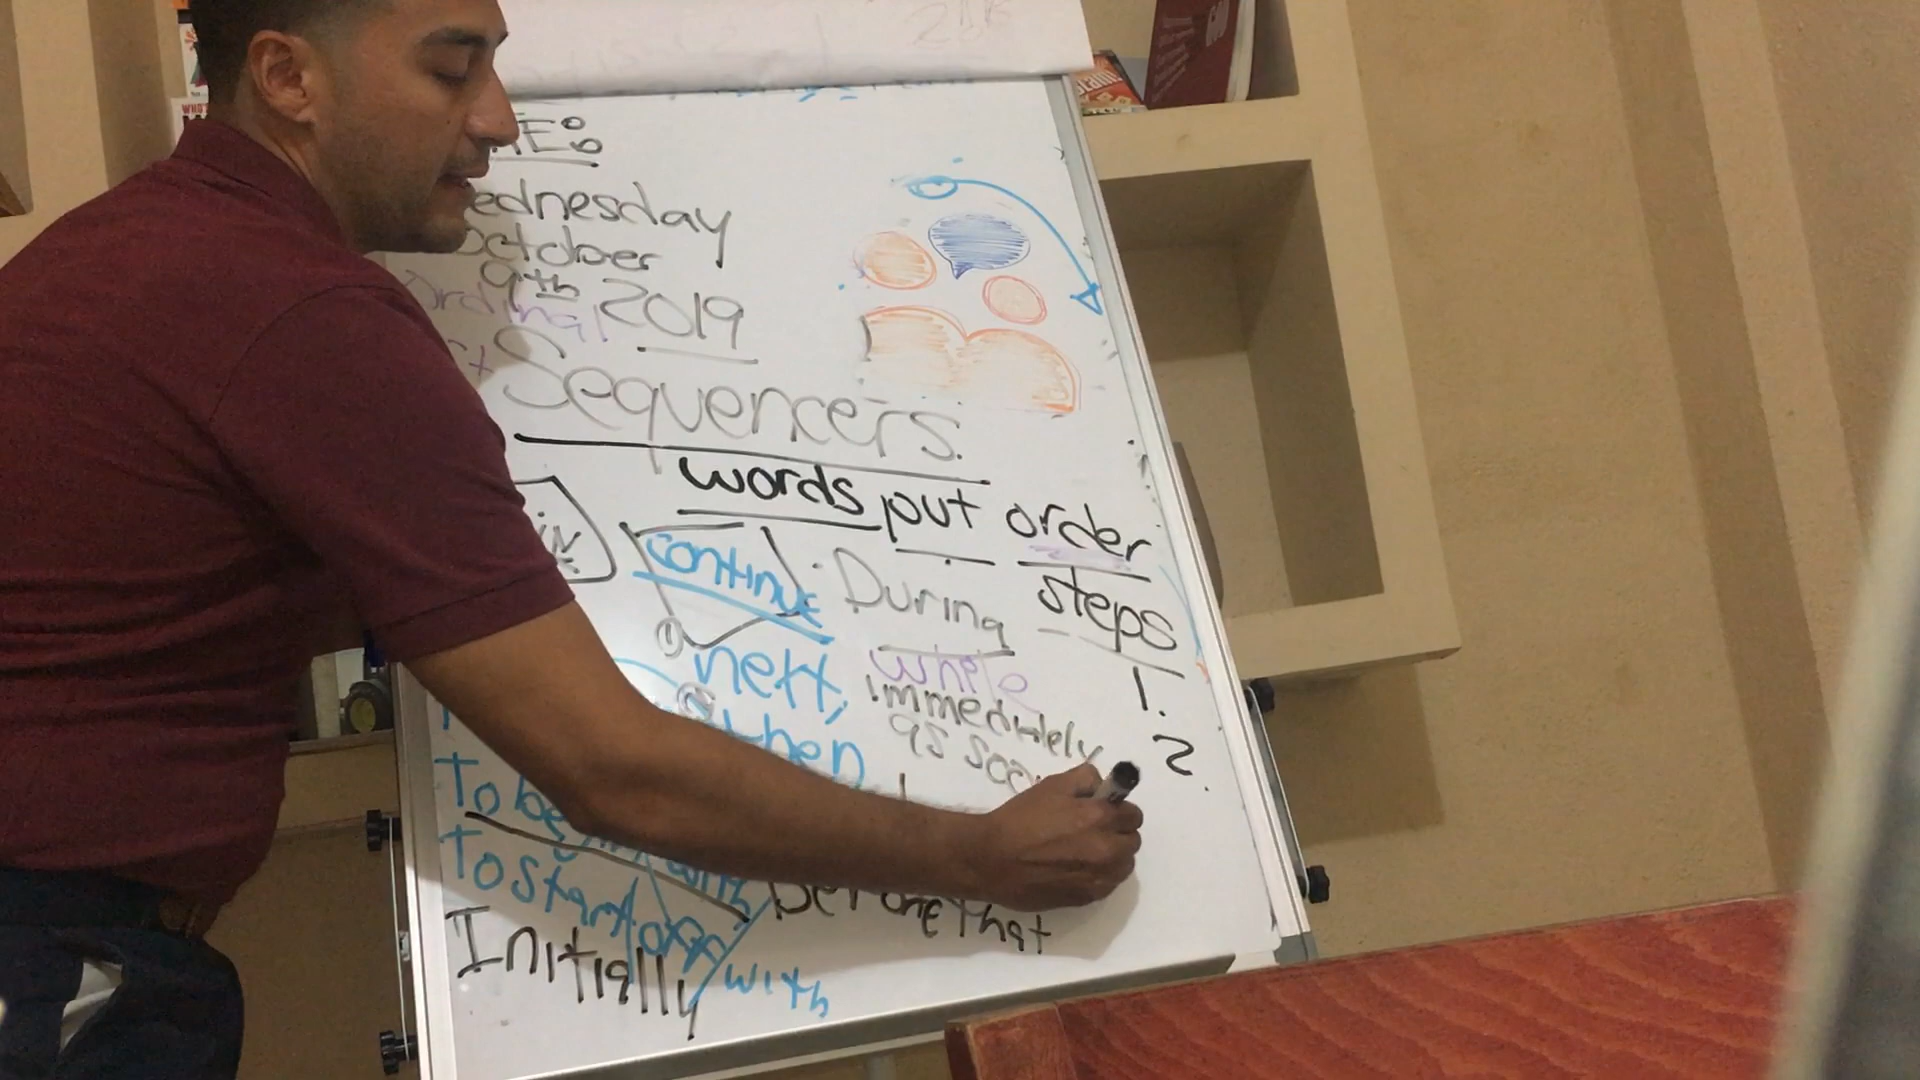 Wednesday
October
9th 2019
Ordinal
Sequencers.
words put order
steps
1.
2.
continue
During
1
next,
while
immediately
as soon
then
To begin with
To start off with
before that
Initially